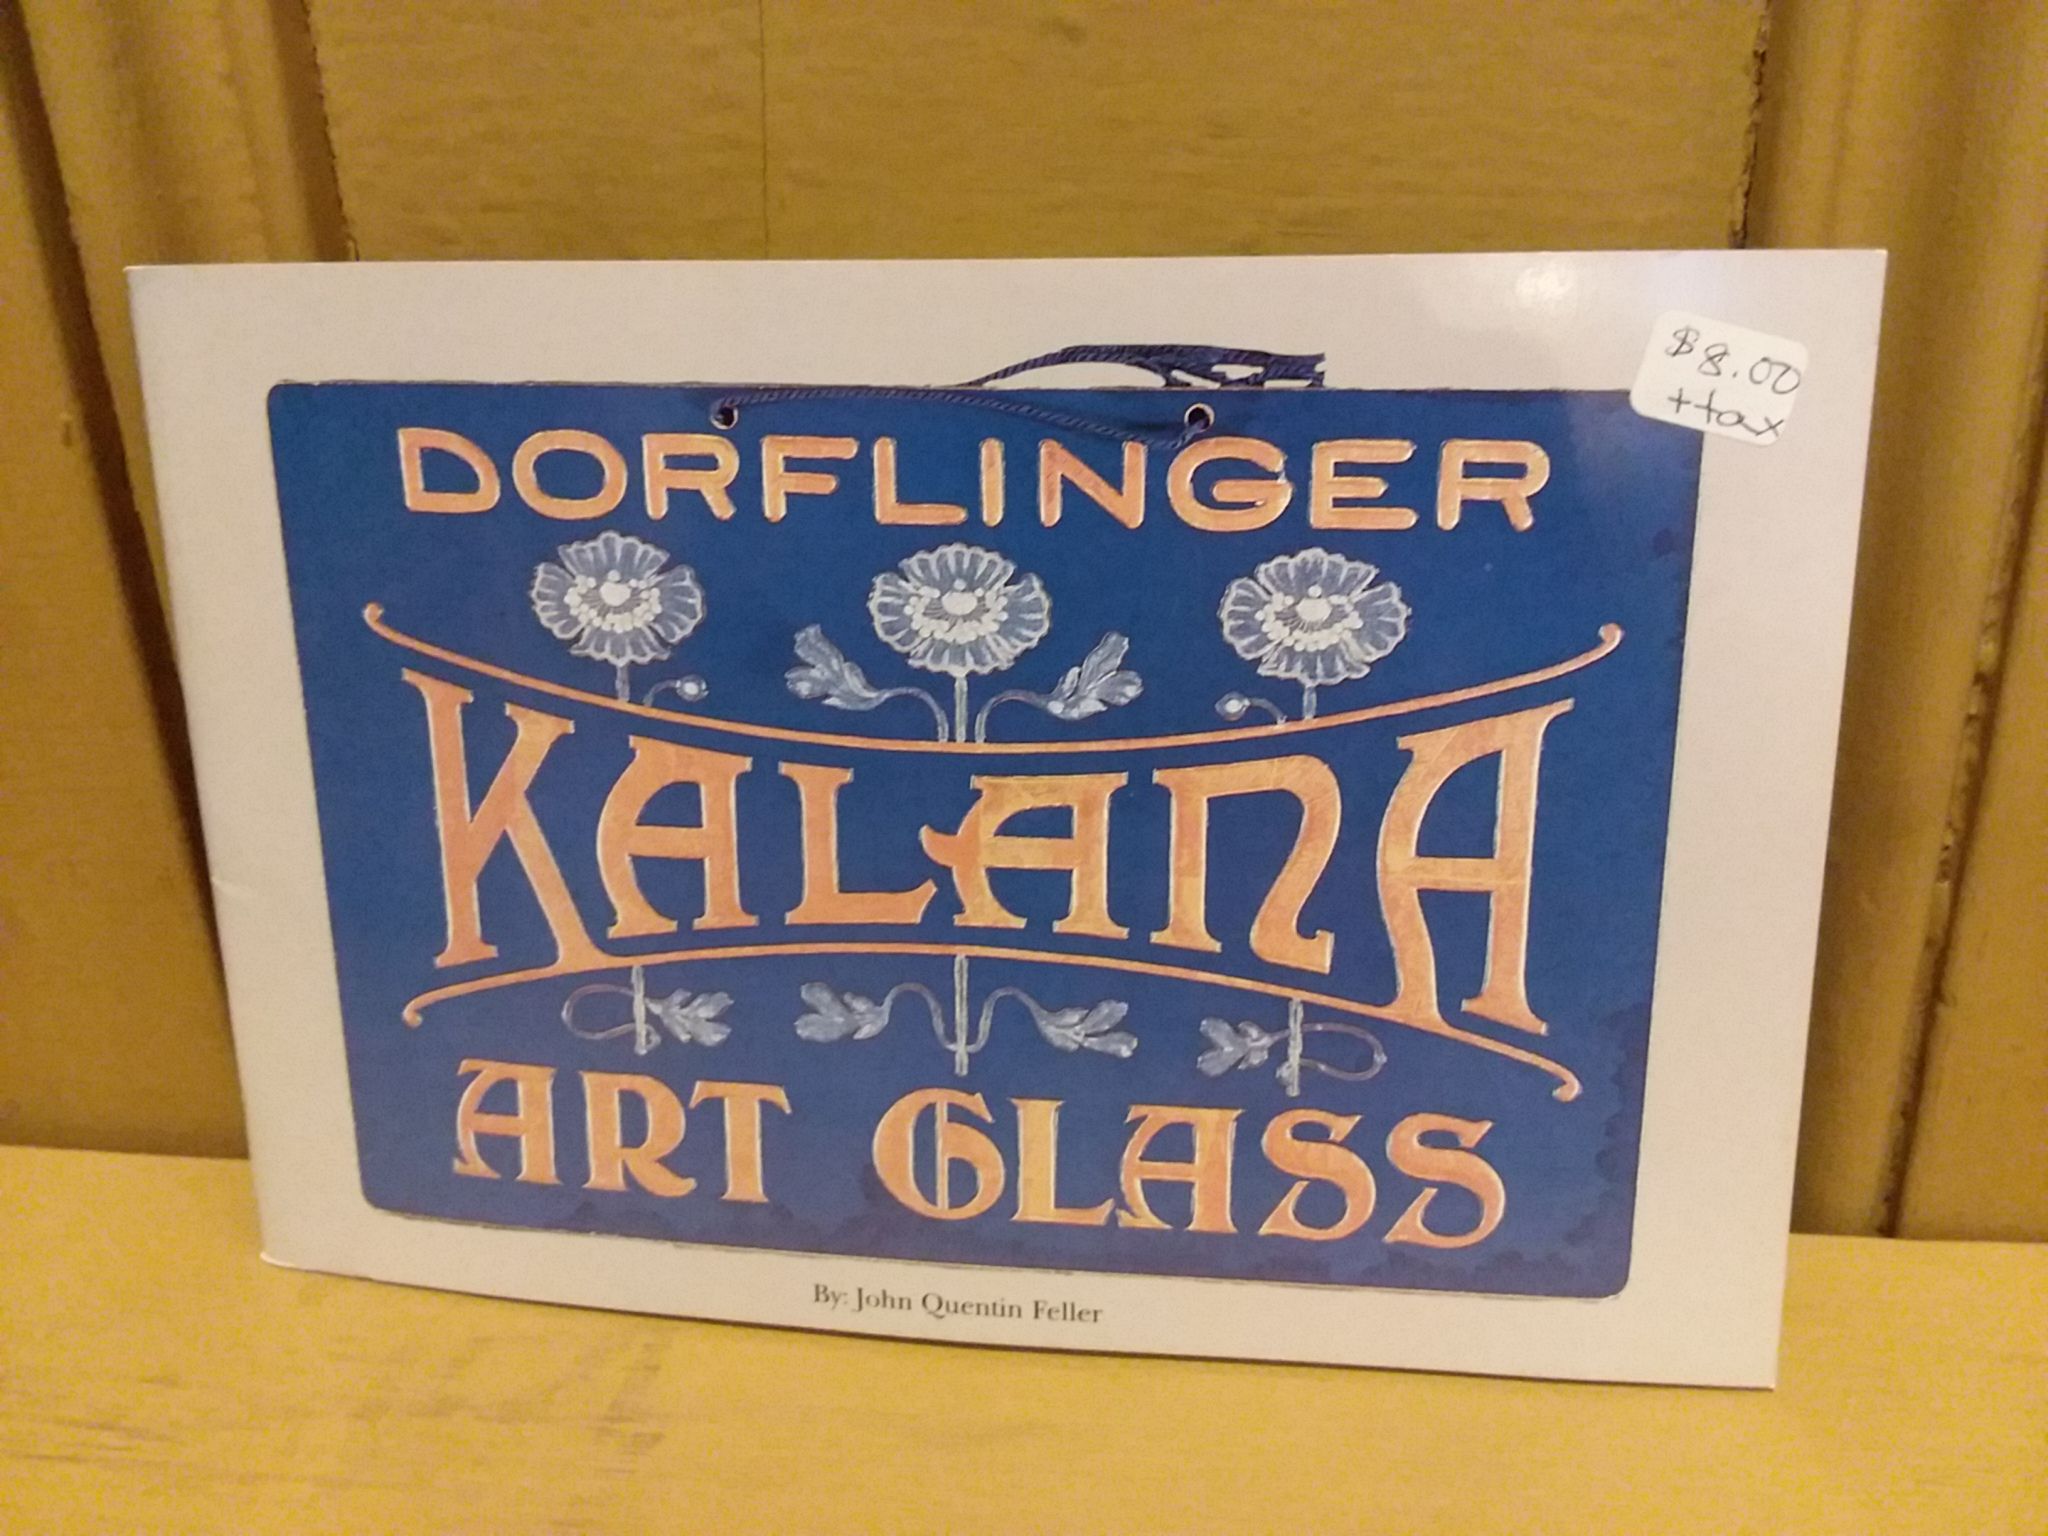 $8.00
+tax
DORFLINGER
KALANA
ART GLASS
By: John Quentin Feller